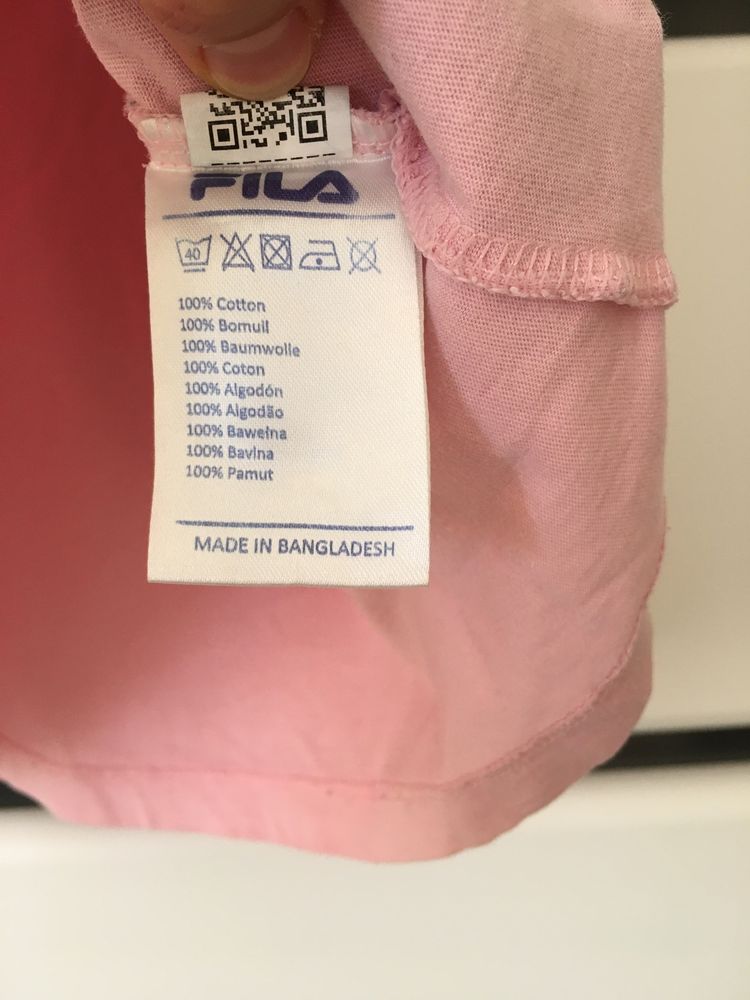 FILA
40
100% Cotton
100% Bomull
100% Baumwolle
100% Coton
100% Algodón
100% Algodão
100% Bawełna
100% Bavlna
100% Pamut
MADE IN BANGLADESH